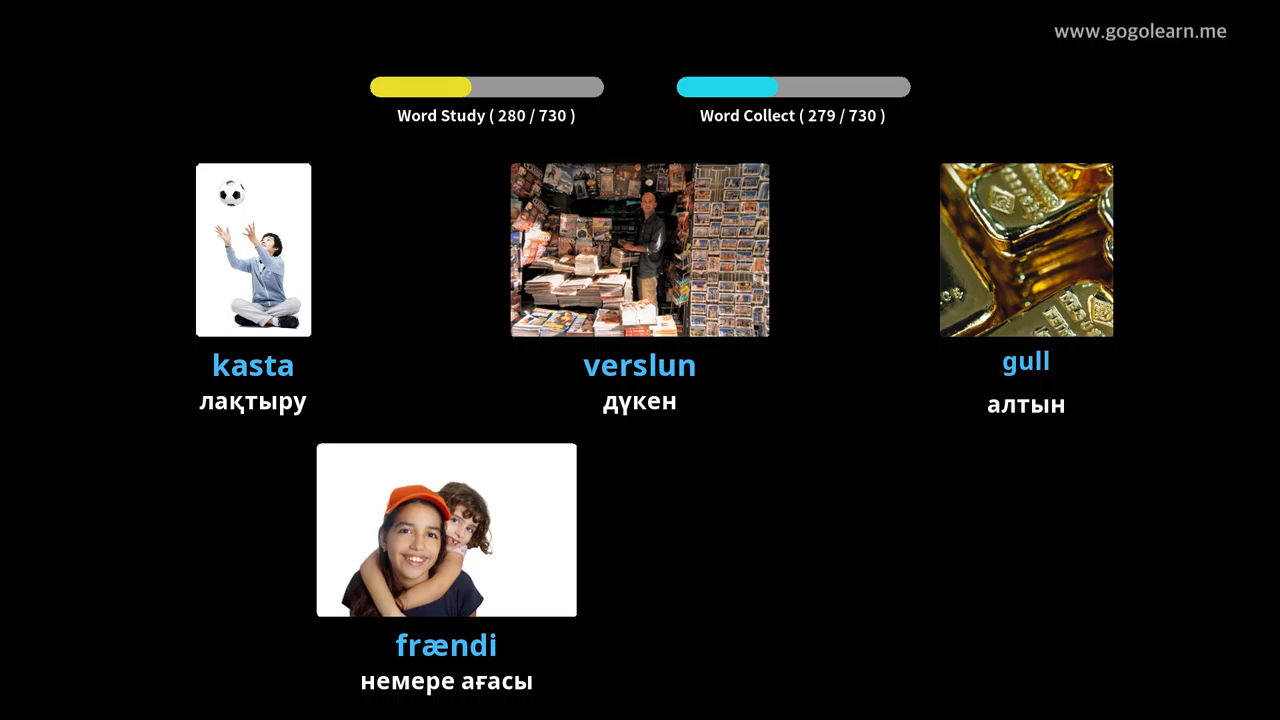 www.gogolearn.me
Word Study ( 280 / 730 )
Word Collect ( 279 / 730 )
kasta
лақтыру
verslun
дүкен
gull
алтын
frændi
немере ағасы